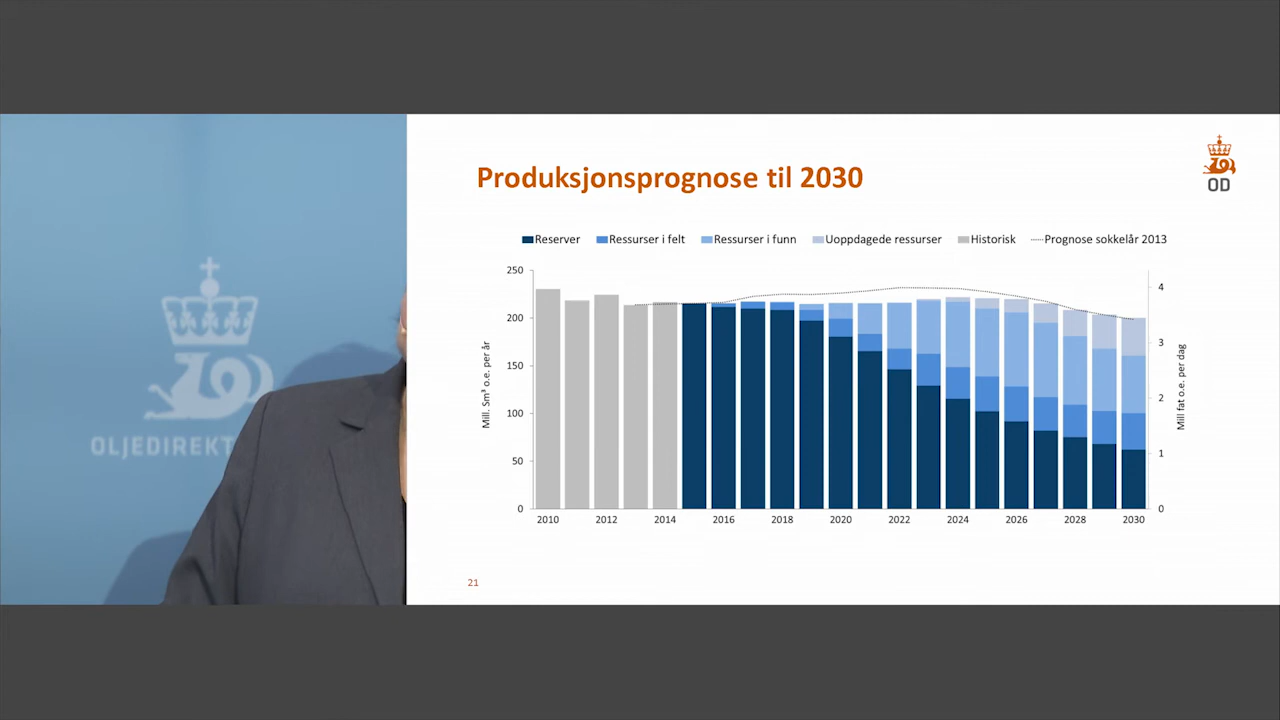 OLJEDIREKT
Produksjonsprognose til 2030
OD
Reserver Ressurser i felt Ressurser i funn Uoppdagede ressurser Historisk Prognose sokkelår 2013
Mill. Sm³ o.e. per år
250
200
150
100
50
0
4
3
2
1
0
Mill fat o.e. per dag
2010 2012 2014 2016 2018 2020 2022 2024 2026 2028 2030
21